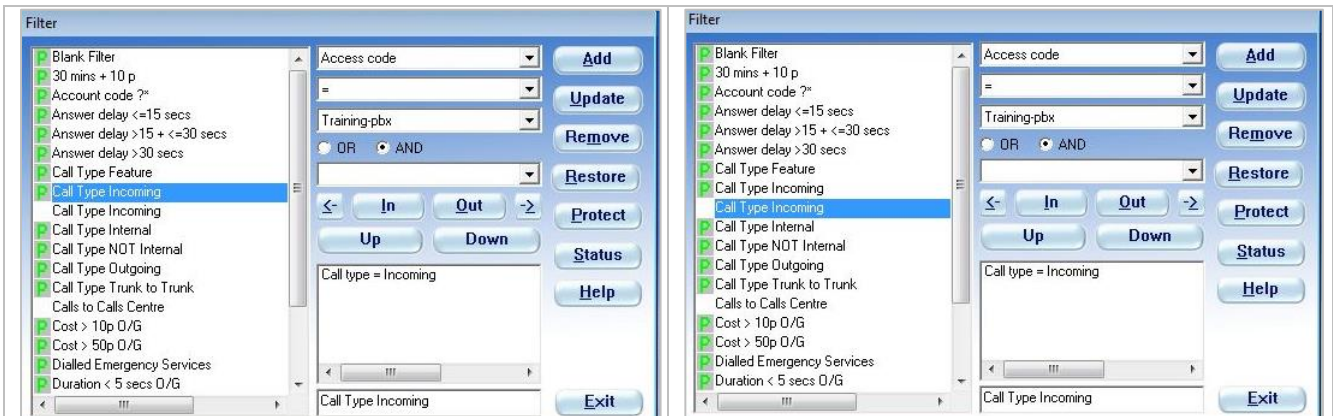 Filter
P Blank Filter
P 30 mins + 10 p
P Account code ?*
P Answer delay <=15 secs
P Answer delay >15 + <=30 secs
P Answer delay >30 secs
P Call Type Feature
P Call Type Incoming
Call Type Incoming
P Call Type Internal
P Call Type NOT Internal
P Call Type Outgoing
P Call Type Trunk to Trunk
Calls to Calls Centre
P Cost > 10p O/G
P Cost > 50p O/G
P Dialled Emergency Services
P Duration < 5 secs O/G
Access code
=
Training-pbx
OR AND
<- In Out ->
Up Down
Call type = Incoming
Call Type Incoming
Add
Update
Remove
Restore
Protect
Status
Help
Exit
Filter
P Blank Filter
P 30 mins + 10 p
P Account code ?*
P Answer delay <=15 secs
P Answer delay >15 + <=30 secs
P Answer delay >30 secs
P Call Type Feature
P Call Type Incoming
Call Type Incoming
P Call Type Internal
P Call Type NOT Internal
P Call Type Outgoing
P Call Type Trunk to Trunk
Calls to Calls Centre
P Cost > 10p O/G
P Cost > 50p O/G
P Dialled Emergency Services
P Duration < 5 secs O/G
Access code
=
Training-pbx
OR AND
<- In Out ->
Up Down
Call type = Incoming
Call Type Incoming
Add
Update
Remove
Restore
Protect
Status
Help
Exit